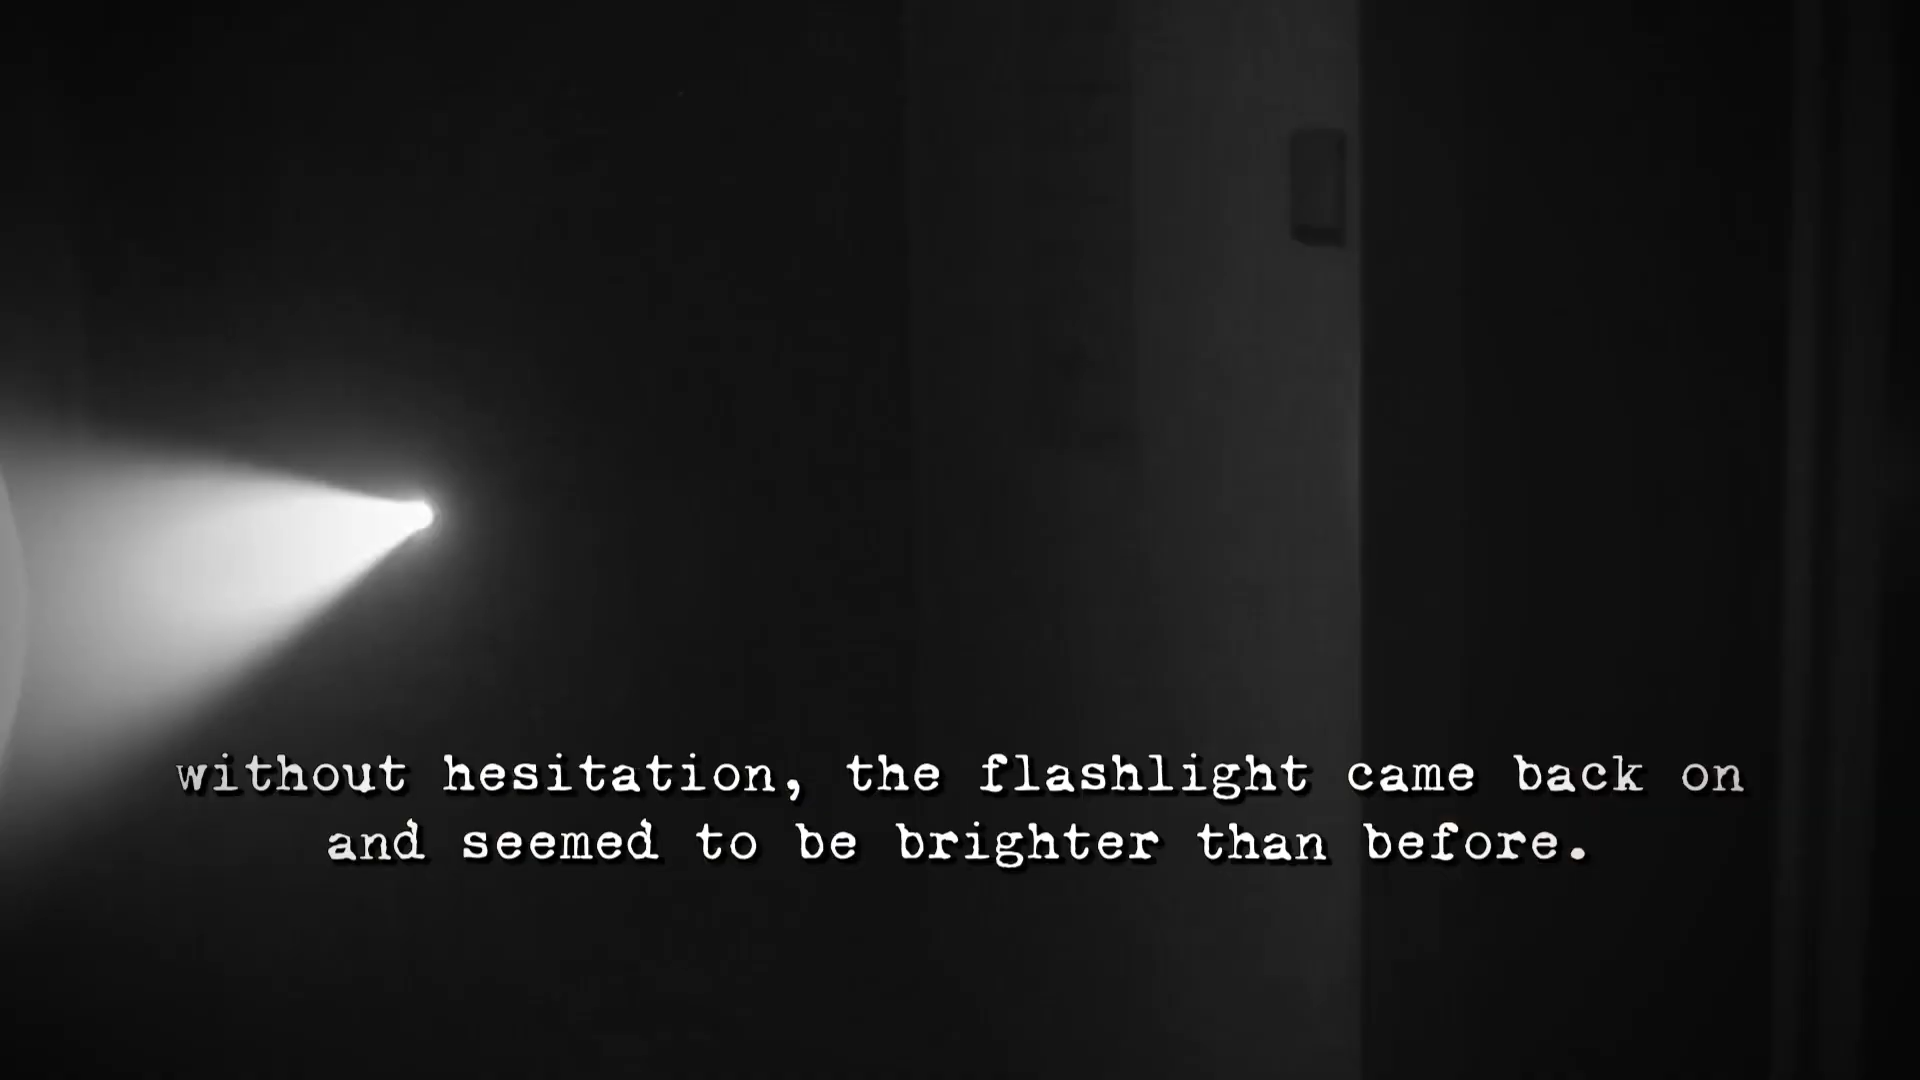 without hesitation, the flashlight came back on
and seemed to be brighter than before.